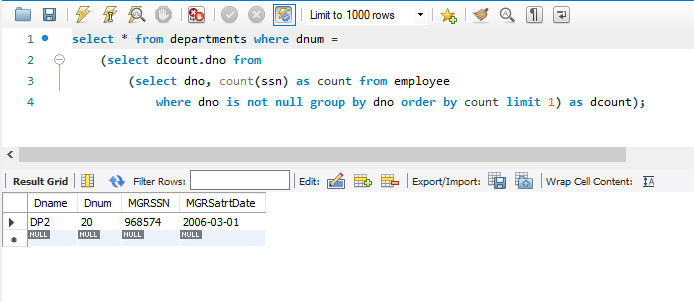 Limit to 1000 rows
1 select * from departments where dnum =
2 (select dcount.dno from
3 (select dno, count(ssn) as count from employee
4 where dno is not null group by dno order by count limit 1) as dcount);
Result Grid Filter Rows: Edit: Export/Import: Wrap Cell Content: IA
Dname Dnum MGRSSN MGRSatrtDate
DP2 20 968574 2006-03-01
NULL NULL NULL NULL